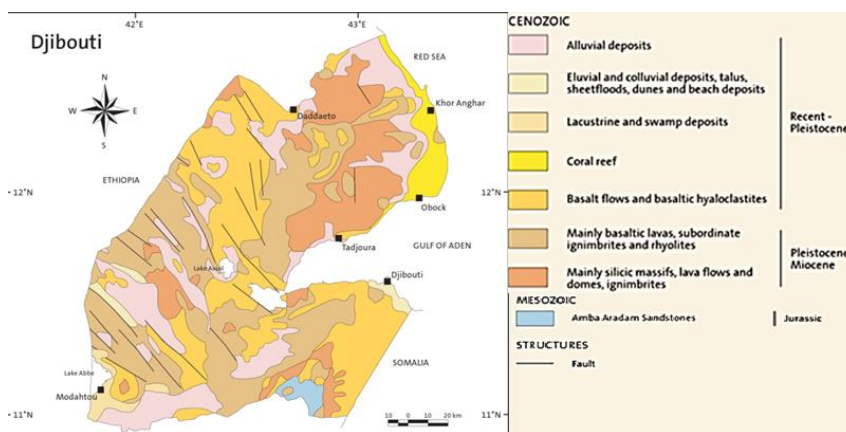 Djibouti
42°E
43°E
RED SEA
N
W E
S
Khor Anghar
Daddaeto
ETHIOPIA
12°N
12°N
Obock
Tadjoura
GULF OF ADEN
Lake Assal
Djibouti
SOMALIA
Lake Abbe
Modahtou
11°N
11°N
10 0 10 20 km
CENOZOIC
Alluvial deposits
Eluvial and colluvial deposits, talus,
sheetfloods, dunes and beach deposits
Lacustrine and swamp deposits
Coral reef
Basalt flows and basaltic hyaloclastites
Recent -
Pleistocene
Mainly basaltic lavas, subordinate
ignimbrites and rhyolites
Mainly silicic massifs, lava flows and
domes, ignimbrites
Pleistocene
Miocene
MESOZOIC
Amba Aradam Sandstones
Jurassic
STRUCTURES
Fault